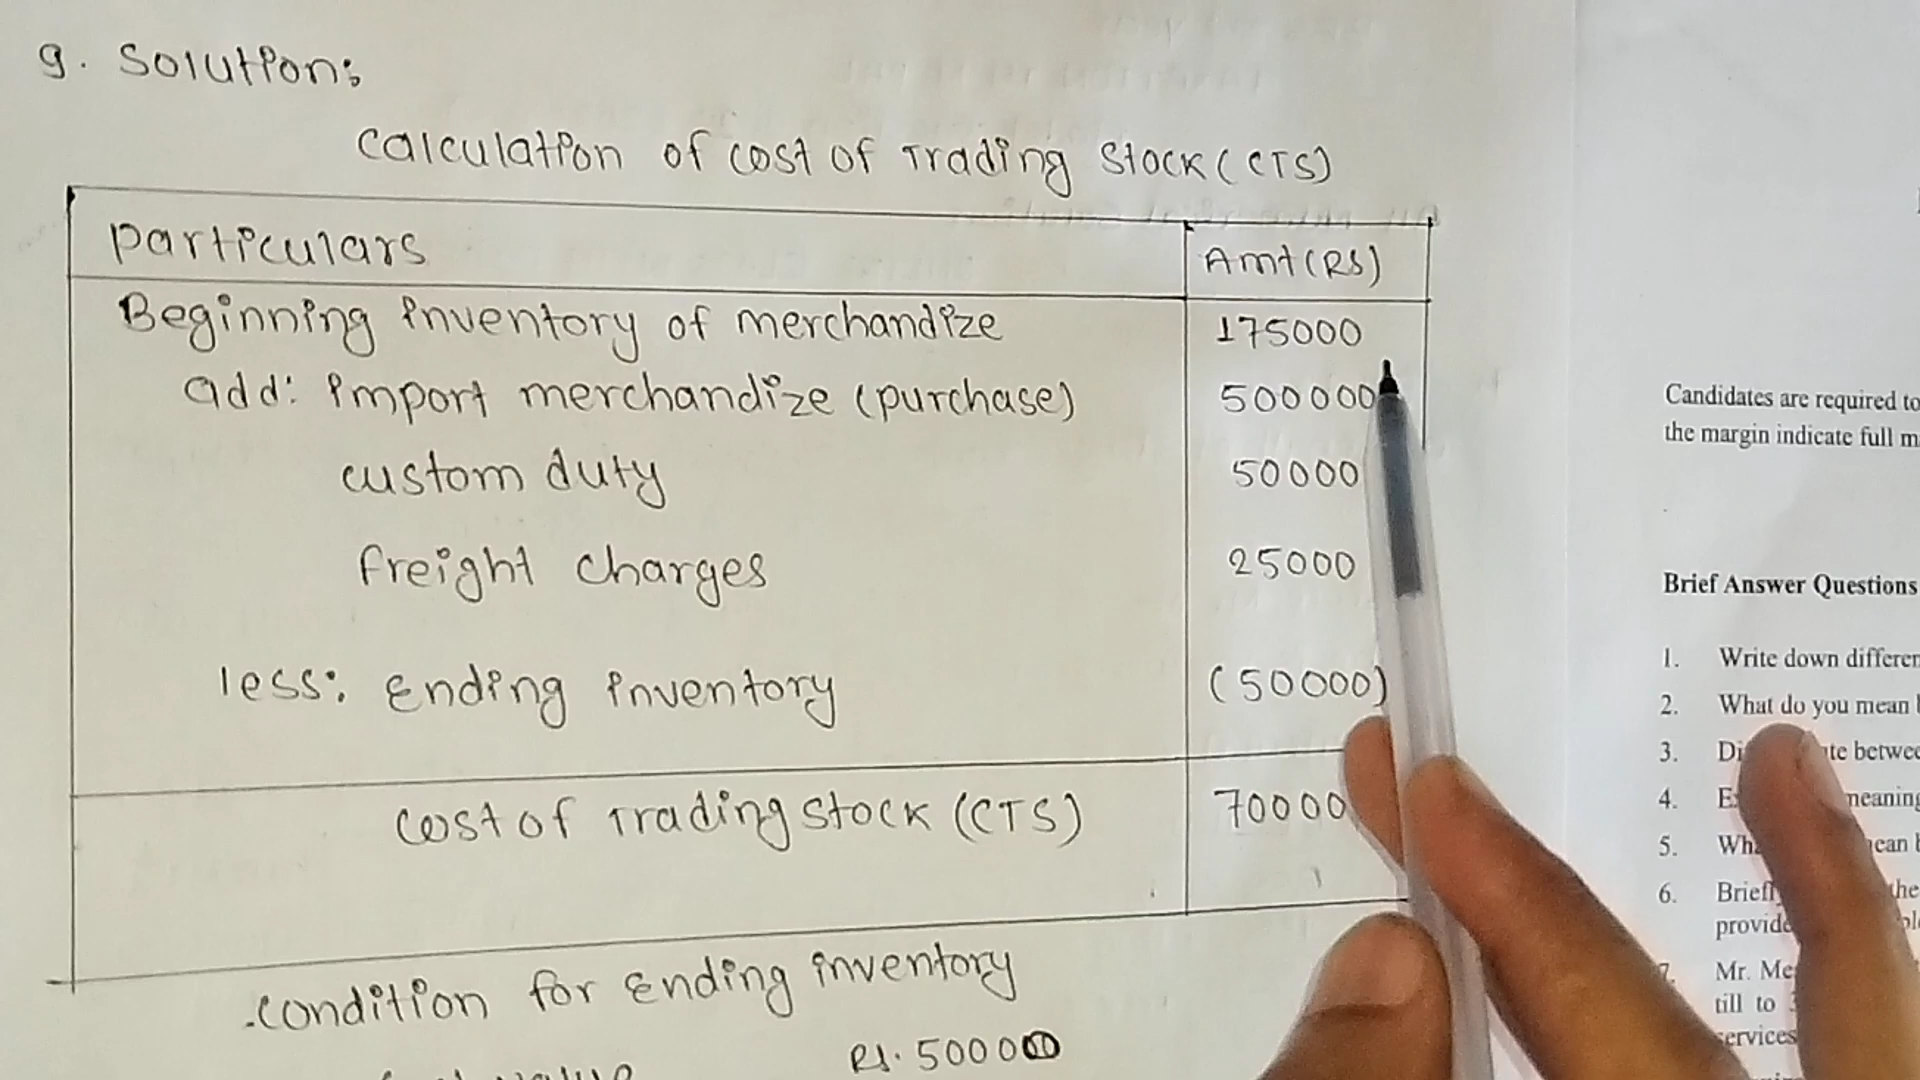 9. Solution:
Calculation of cost of Trading Stock (CTS)
Particulars
Amt (RS)
Beginning inventory of merchandize
175000
add: import merchandize (purchase)
500000
custom duty
50000
freight charges
25000
less: Ending inventory
(50000)
cost of Trading stock (CTS)
70000
condition for Ending inventory
Rs. 50000
Candidates are required to
the margin indicate full
Brief Answer Questions
1. Write down
2. What do you mean
3.
4.
5.
6.
7. Mr.
till to